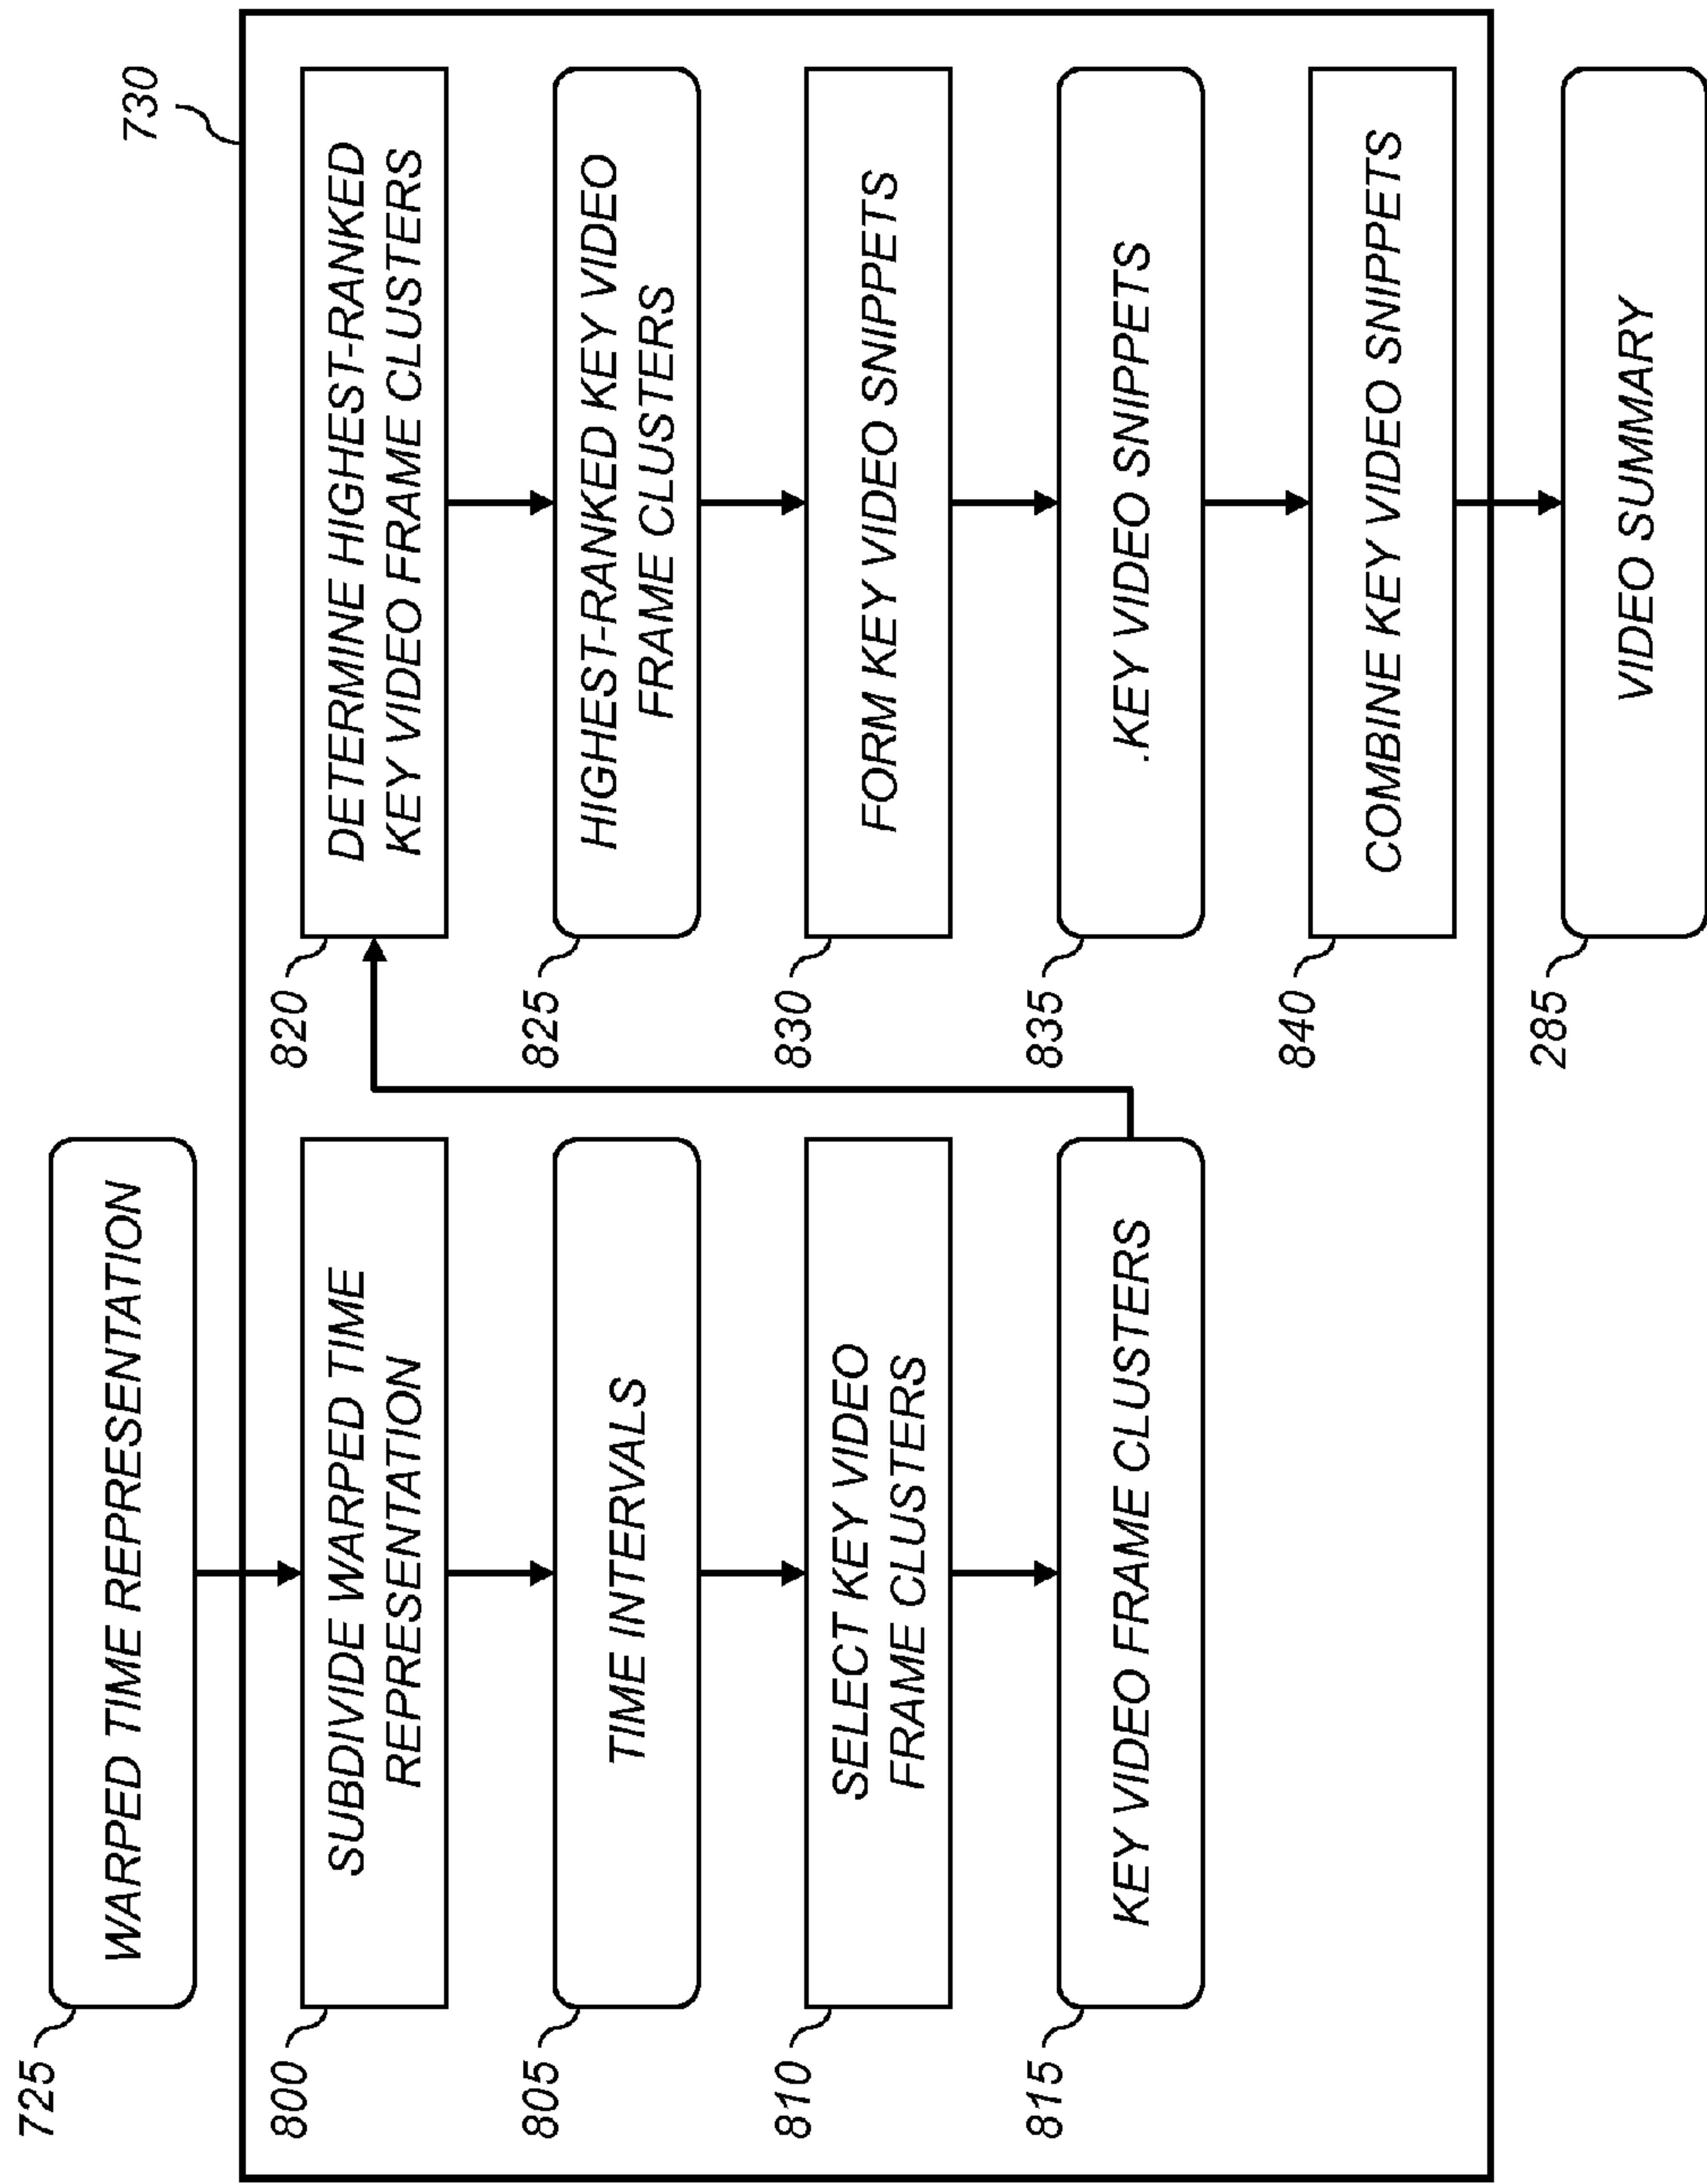 730
725
WARPED TIME REPRESENTATION
800
SUBDIVIDE WARPED TIME
REPRESENTATION
805
TIME INTERVALS
810
SELECT KEY VIDEO
FRAME CLUSTERS
815
KEY VIDEO FRAME CLUSTERS
820
DETERMINE HIGHEST-RANKED
KEY VIDEO FRAME CLUSTERS
825
HIGHEST-RANKED KEY VIDEO
FRAME CLUSTERS
830
FORM KEY VIDEO SNIPPETS
835
.KEY VIDEO SNIPPETS
840
COMBINE KEY VIDEO SNIPPETS
285
VIDEO SUMMARY